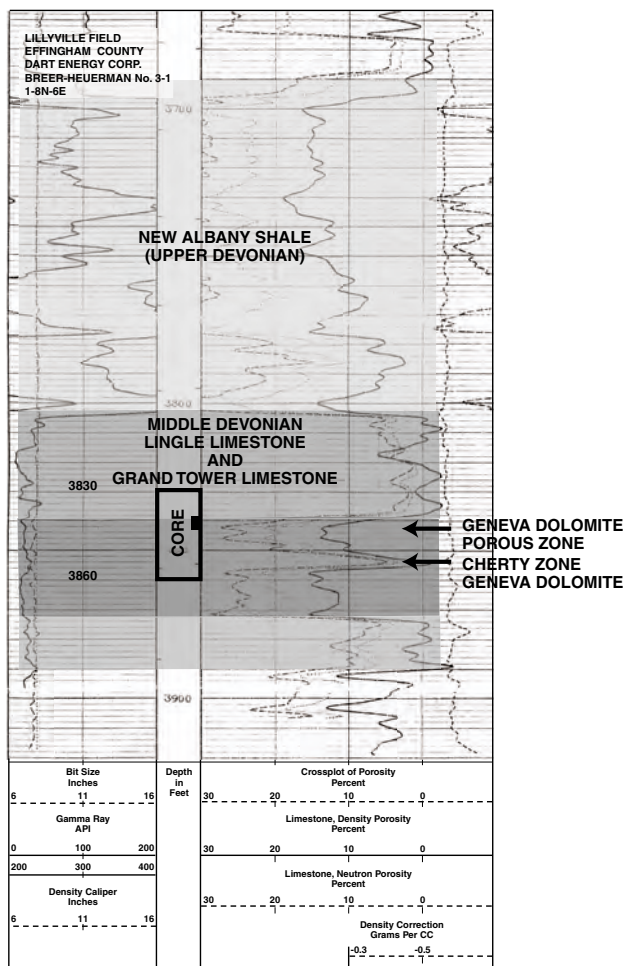 LILLYVILLE FIELD
EFFINGHAM COUNTY
DART ENERGY CORP.
BREER-HEUERMAN No. 3-1
1-8N-6E
3700
NEW ALBANY SHALE
(UPPER DEVONIAN)
3800
MIDDLE DEVONIAN
LINGLE LIMESTONE
AND
GRAND TOWER LIMESTONE
3830
CORE
GENEVA DOLOMITE
POROUS ZONE
CHERTY ZONE
GENEVA DOLOMITE
3860
3900
Bit Size
Inches
6 11 16
Gamma Ray
API
0 100 200
200 300 400
Density Caliper
Inches
6 11 16
Depth
in
Feet
Crossplot of Porosity
Percent
30 20 10 0
Limestone, Density Porosity
Percent
30 20 10 0
Limestone, Neutron Porosity
Percent
30 20 10 0
Density Correction
Grams Per CC
-0.3 -0.5